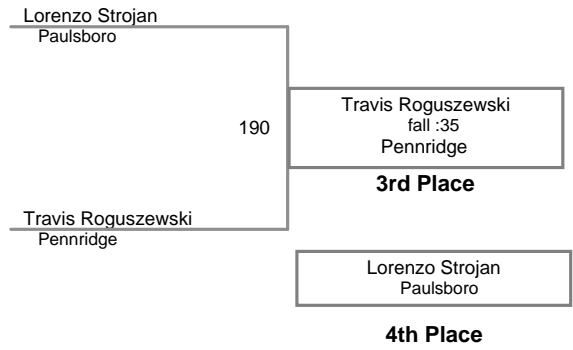 Lorenzo Strojan
Paulsboro
190
Travis Roguszewski
fall :35
Pennridge
3rd Place
Travis Roguszewski
Pennridge
Lorenzo Strojan
Paulsboro
4th Place